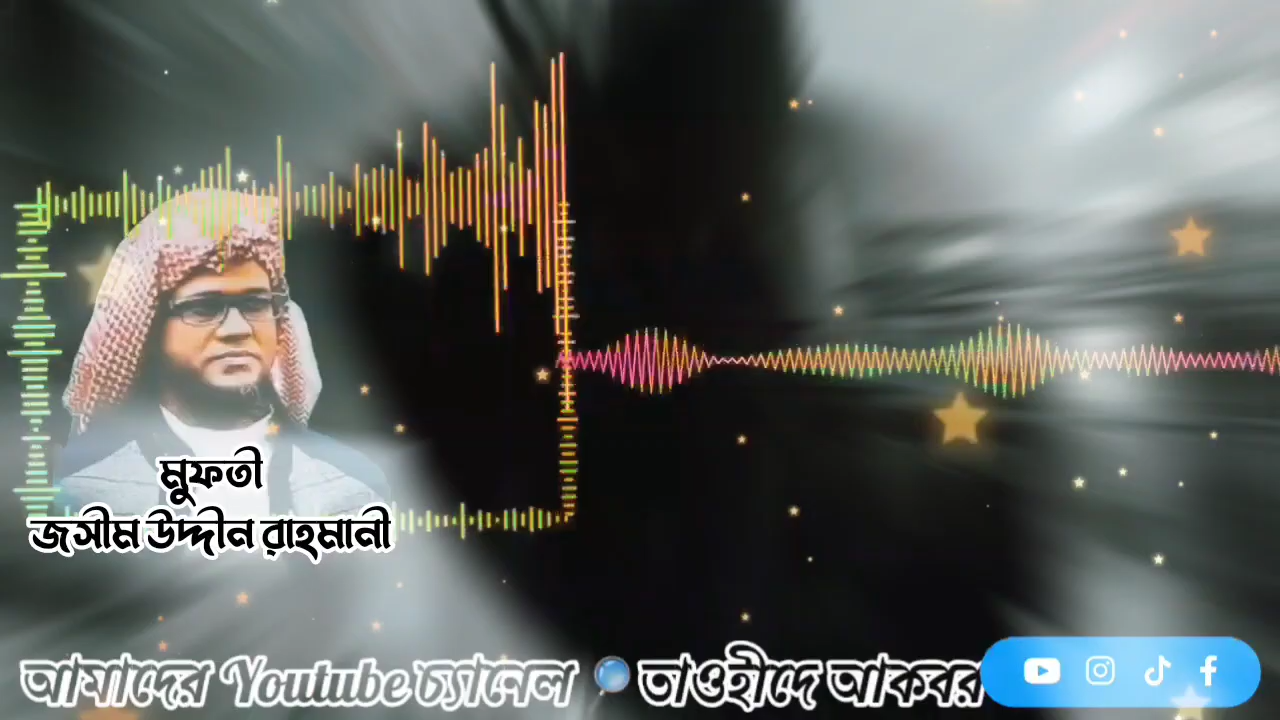 মুফতী
জসীম উদ্দীন রাহমানী
আমাদের Youtube চ্যানেল 🔍 তাওহীদে আকবর